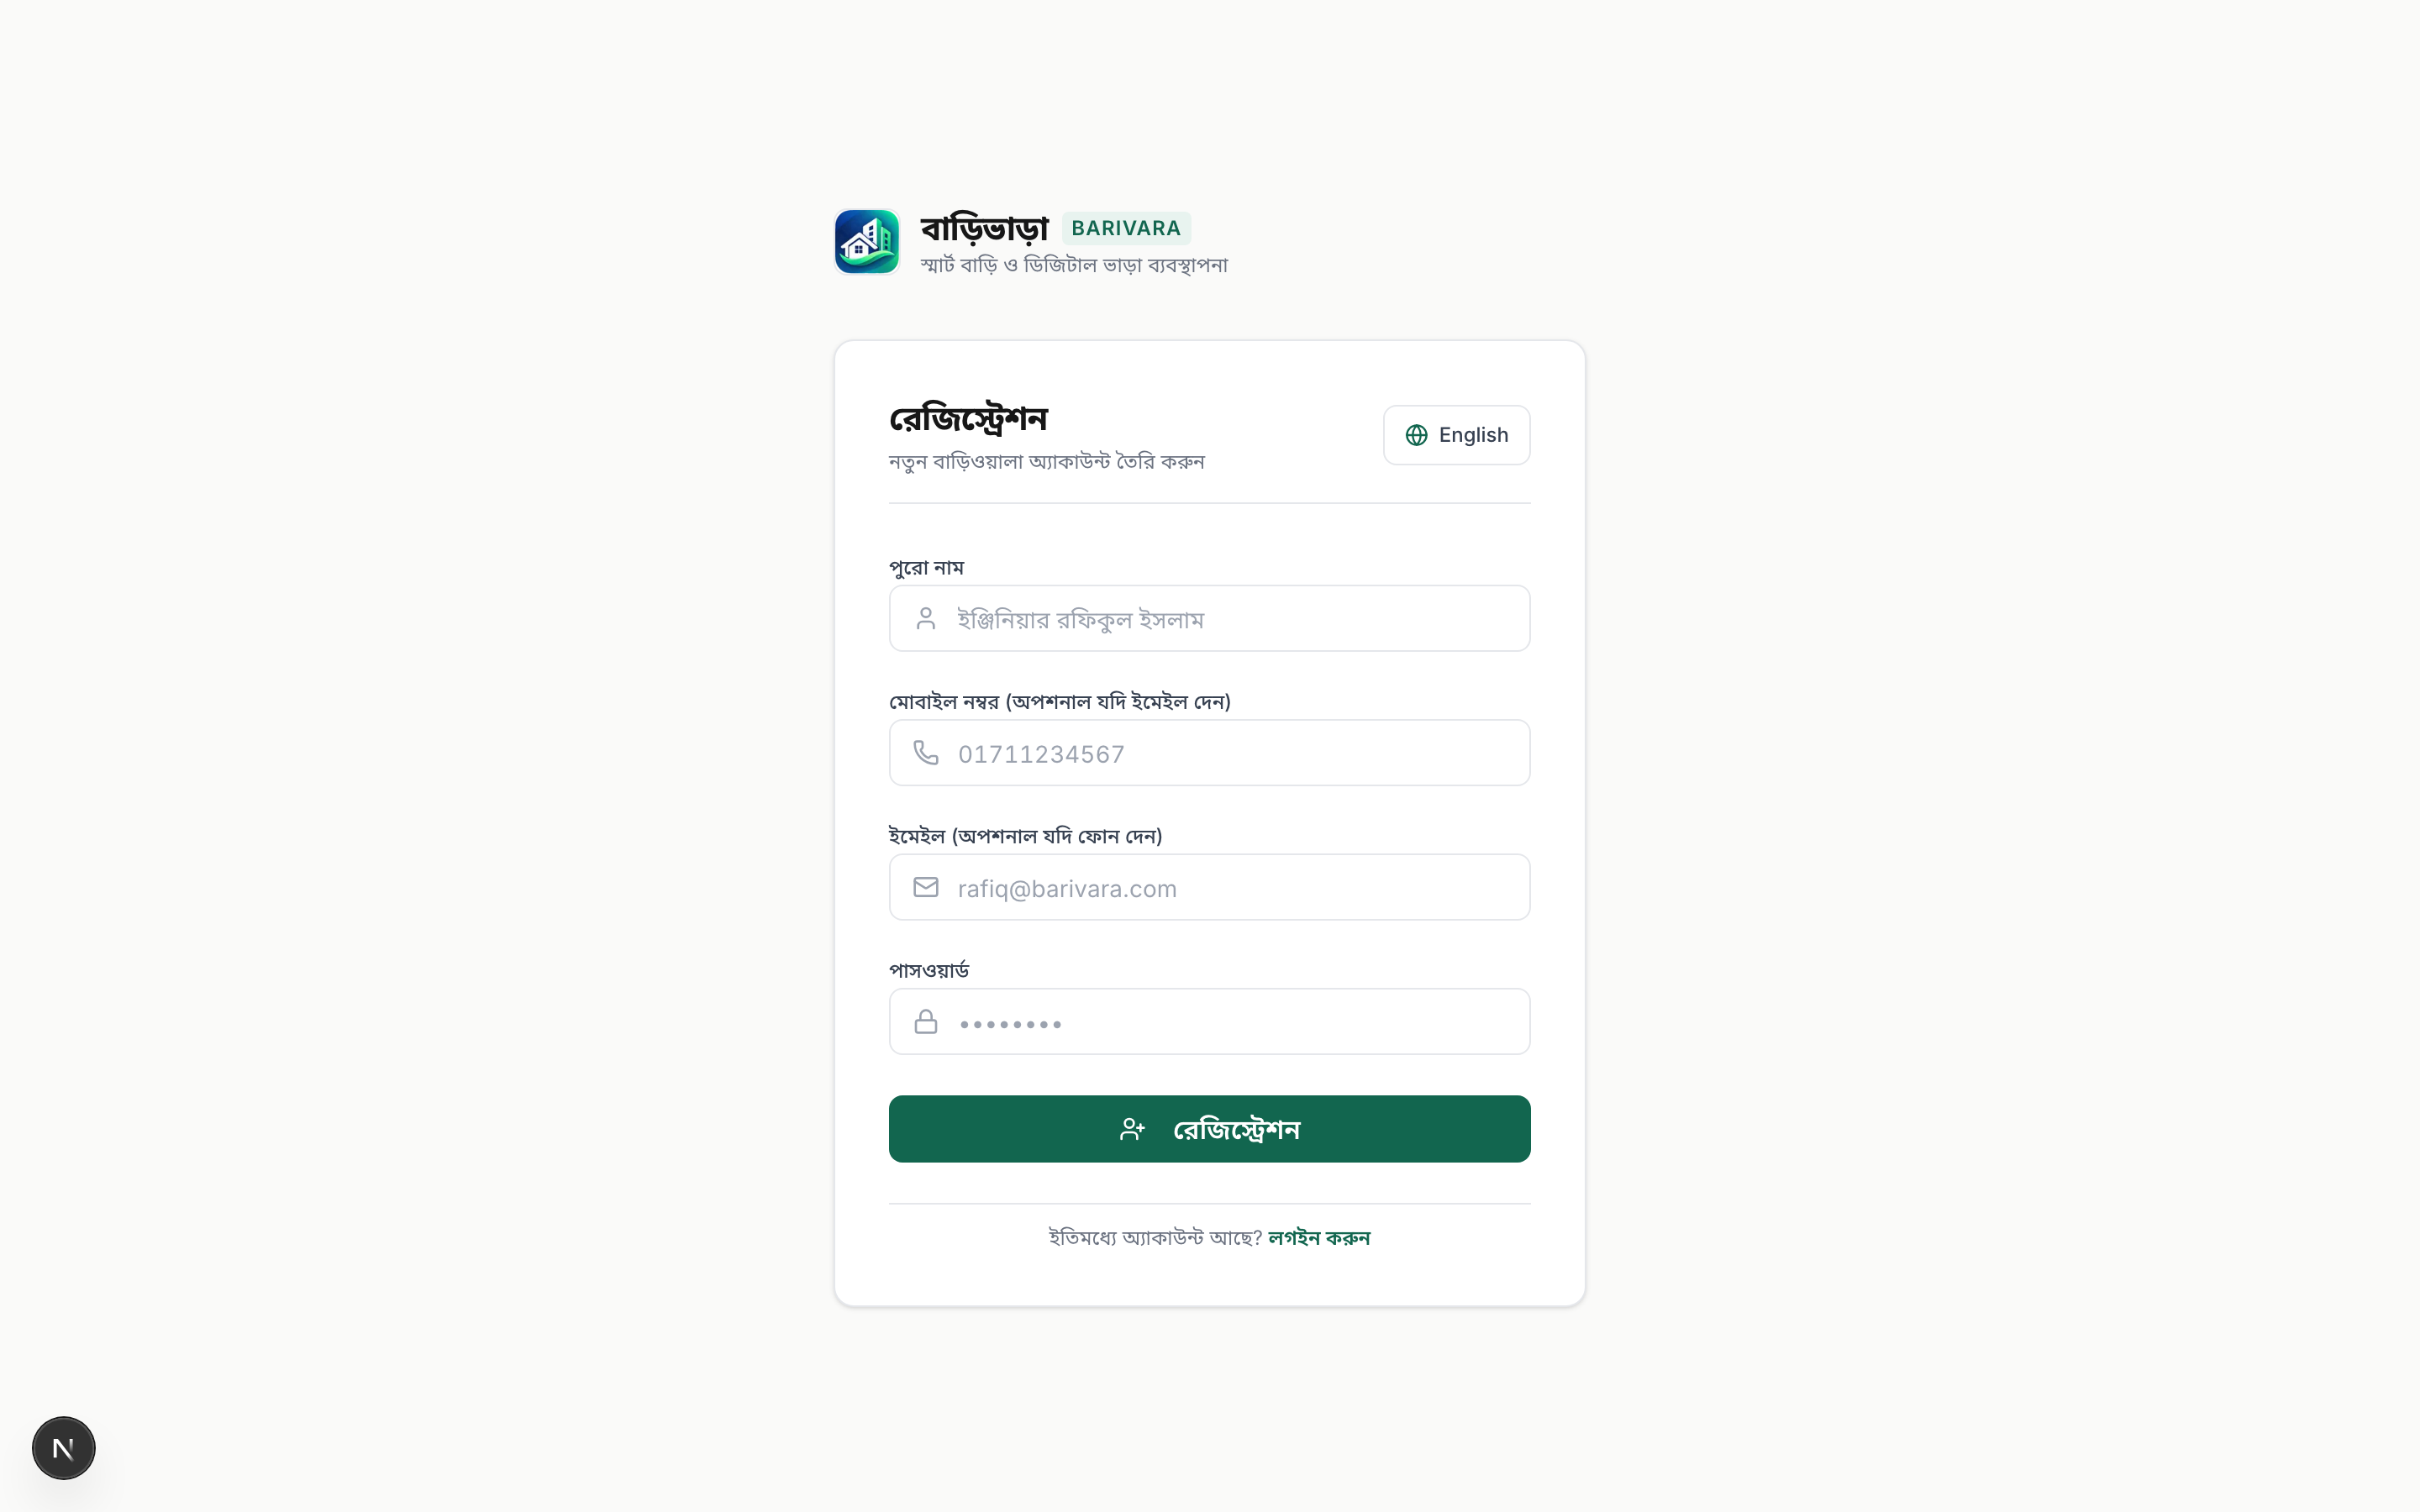 বাড়িভাড়া BARIVARA
স্মার্ট বাড়ি ও ডিজিটাল ভাড়া ব্যবস্থাপনা
রেজিস্ট্রেশন
নতুন বাড়িওয়ালা অ্যাকাউন্ট তৈরি করুন
English
পুরো নাম
ইঞ্জিনিয়ার রফিকুল ইসলাম
মোবাইল নম্বর (অপশনাল যদি ইমেইল দেন)
01711234567
ইমেইল (অপশনাল যদি ফোন দেন)
rafiq@barivara.com
পাসওয়ার্ড
••••••••
রেজিস্ট্রেশন
ইতিমধ্যে অ্যাকাউন্ট আছে? লগইন করুন
N